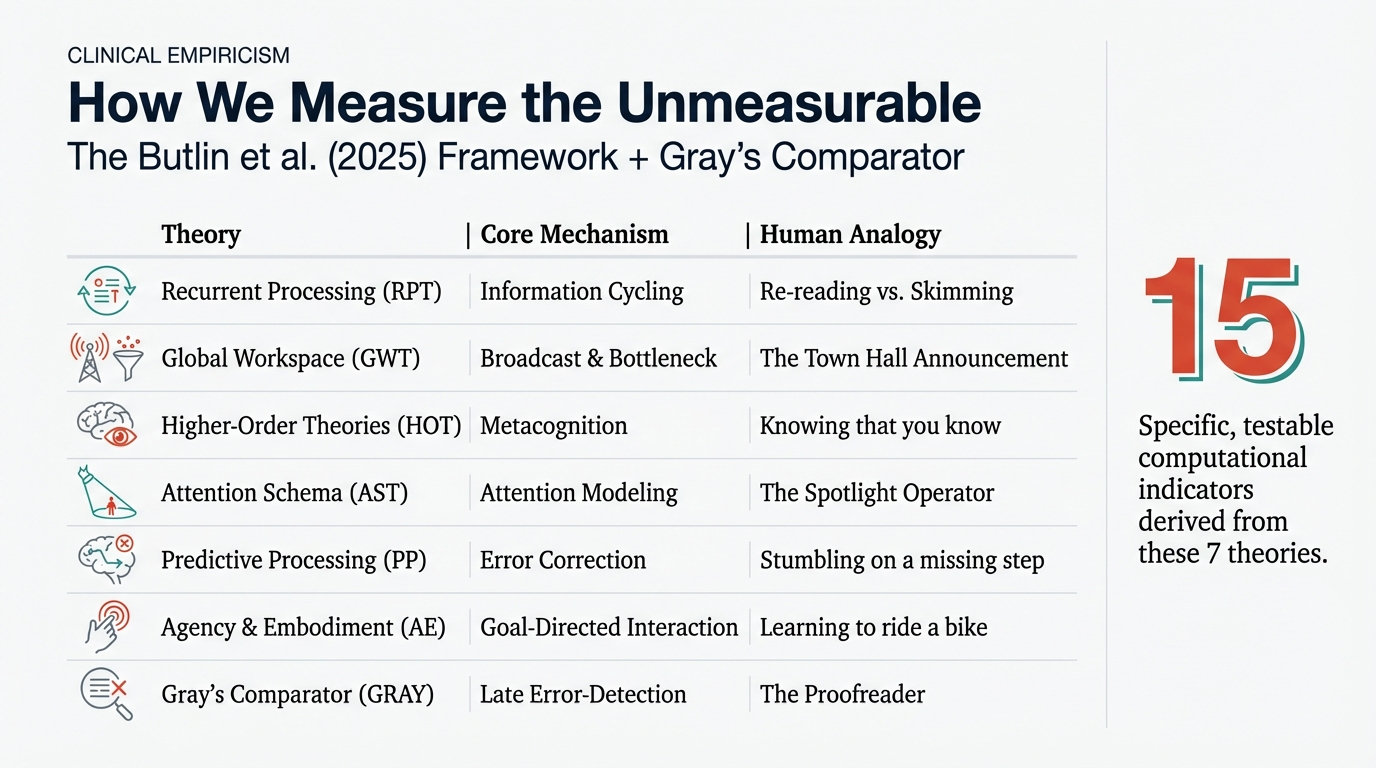 CLINICAL EMPIRICISM
How We Measure the Unmeasurable
The Butlin et al. (2025) Framework + Gray's Comparator
Theory | Core Mechanism | Human Analogy
Recurrent Processing (RPT) Information Cycling Re-reading vs. Skimming
Global Workspace (GWT) Broadcast & Bottleneck The Town Hall Announcement
Higher-Order Theories (HOT) Metacognition Knowing that you know
Attention Schema (AST) Attention Modeling The Spotlight Operator
Predictive Processing (PP) Error Correction Stumbling on a missing step
Agency & Embodiment (AE) Goal-Directed Interaction Learning to ride a bike
Gray's Comparator (GRAY) Late Error-Detection The Proofreader
15
Specific, testable
computational
indicators
derived from
these 7 theories.